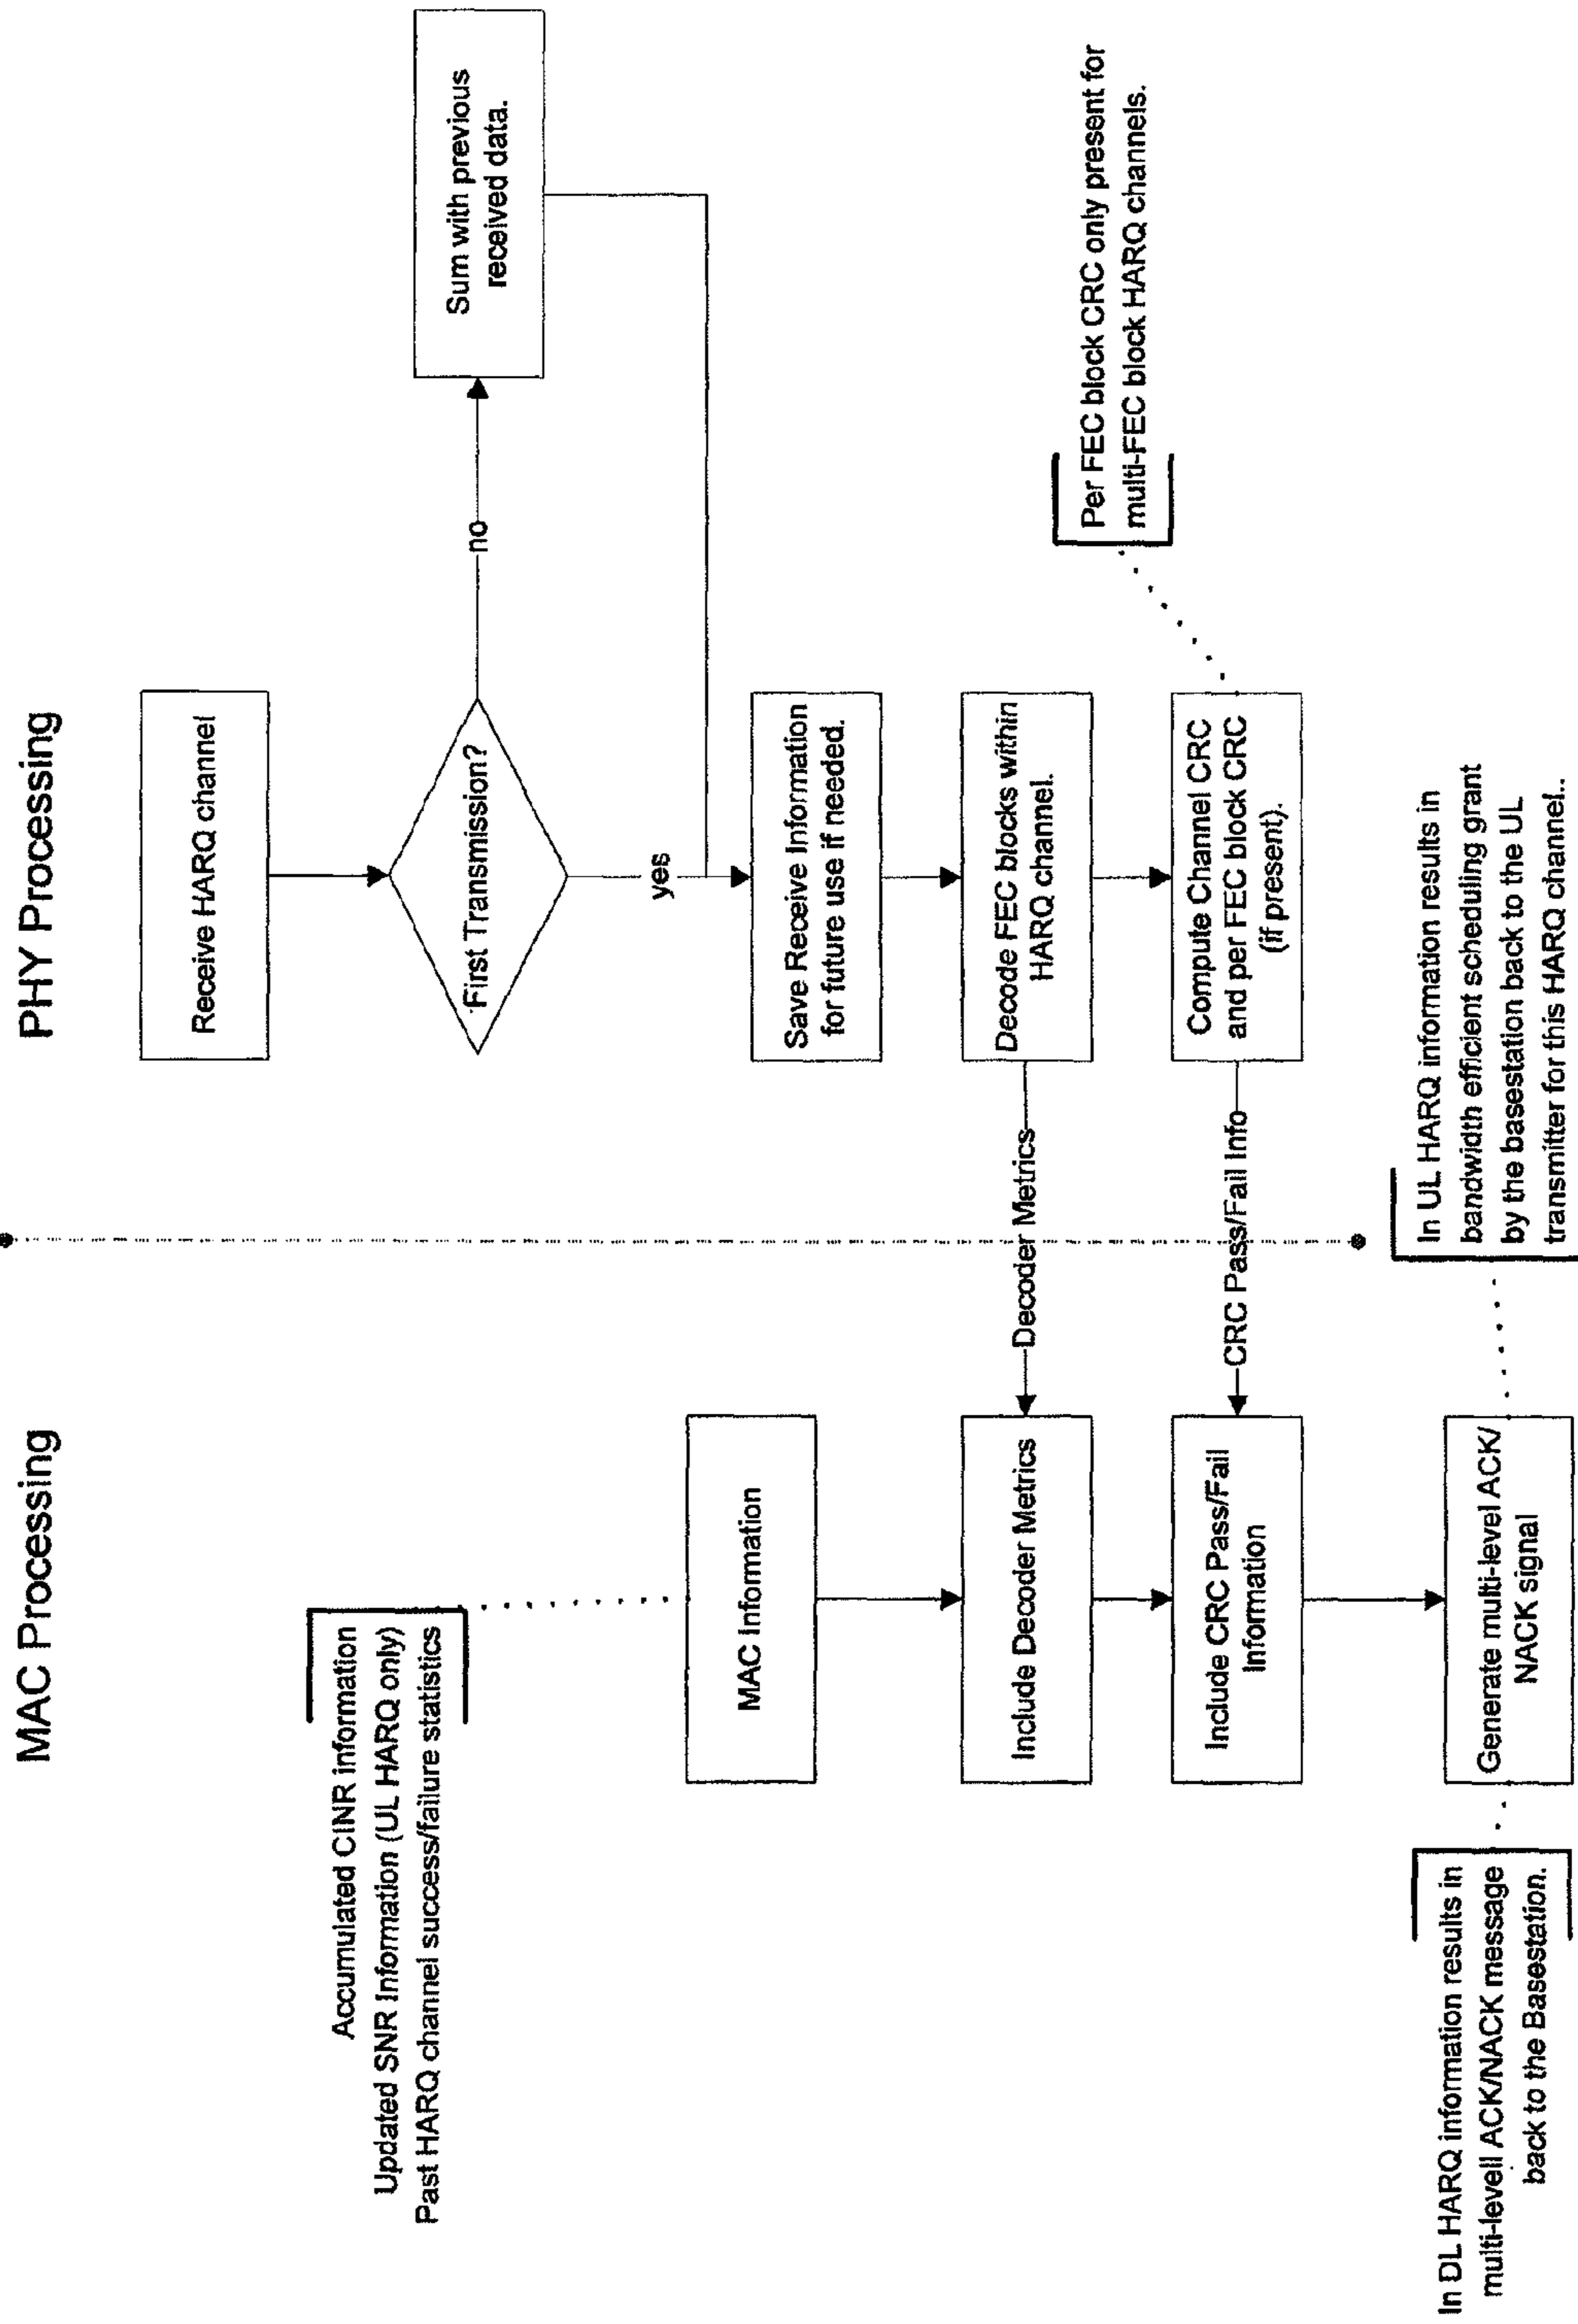 MAC Processing
PHY Processing
Accumulated CINR information
Updated SNR Information (UL HARQ only)
Past HARQ channel success/failure statistics
MAC Information
Include Decoder Metrics
Include CRC Pass/Fail
Information
Generate multi-level ACK/
NACK signal
In DL HARQ information results in
multi-levell ACK/NACK message
back to the Basestation.
Decoder Metrics
CRC Pass/Fail Info
Receive HARQ channel
First Transmission?
no
yes
Sum with previous
received data.
Save Receive Information
for future use if needed.
Decode FEC blocks within
HARQ channel.
Compute Channel CRC
and per FEC block CRC
(if present).
Per FEC block CRC only present for
multi-FEC block HARQ channels.
In UL HARQ information results in
bandwidth efficient scheduling grant
by the basestation back to the UL
transmitter for this HARQ channel..